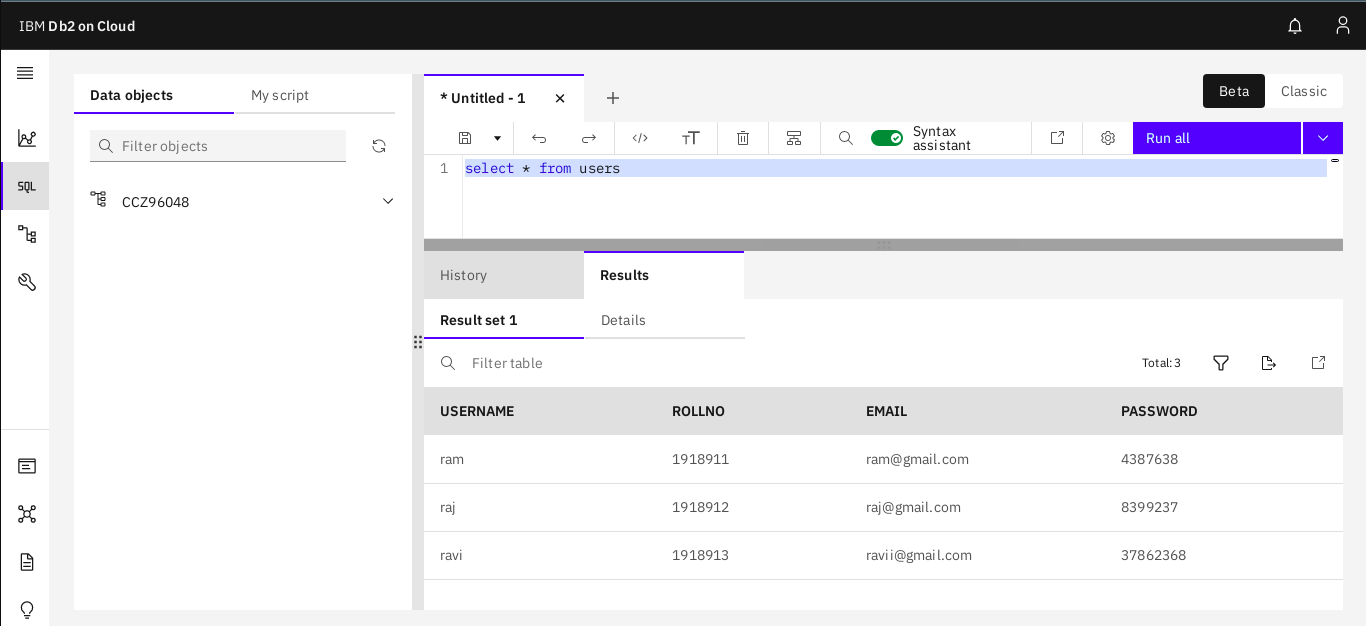 IBM Db2 on Cloud
Data objects My script
* Untitled - 1
Beta Classic
Filter objects
SQL
CCZ96048
Syntax assistant
Run all
1 select * from users
History Results
Result set 1 Details
Filter table Total: 3
USERNAME ROLLNO EMAIL PASSWORD
ram 1918911 ram@gmail.com 4387638
raj 1918912 raj@gmail.com 8399237
ravi 1918913 ravii@gmail.com 37862368